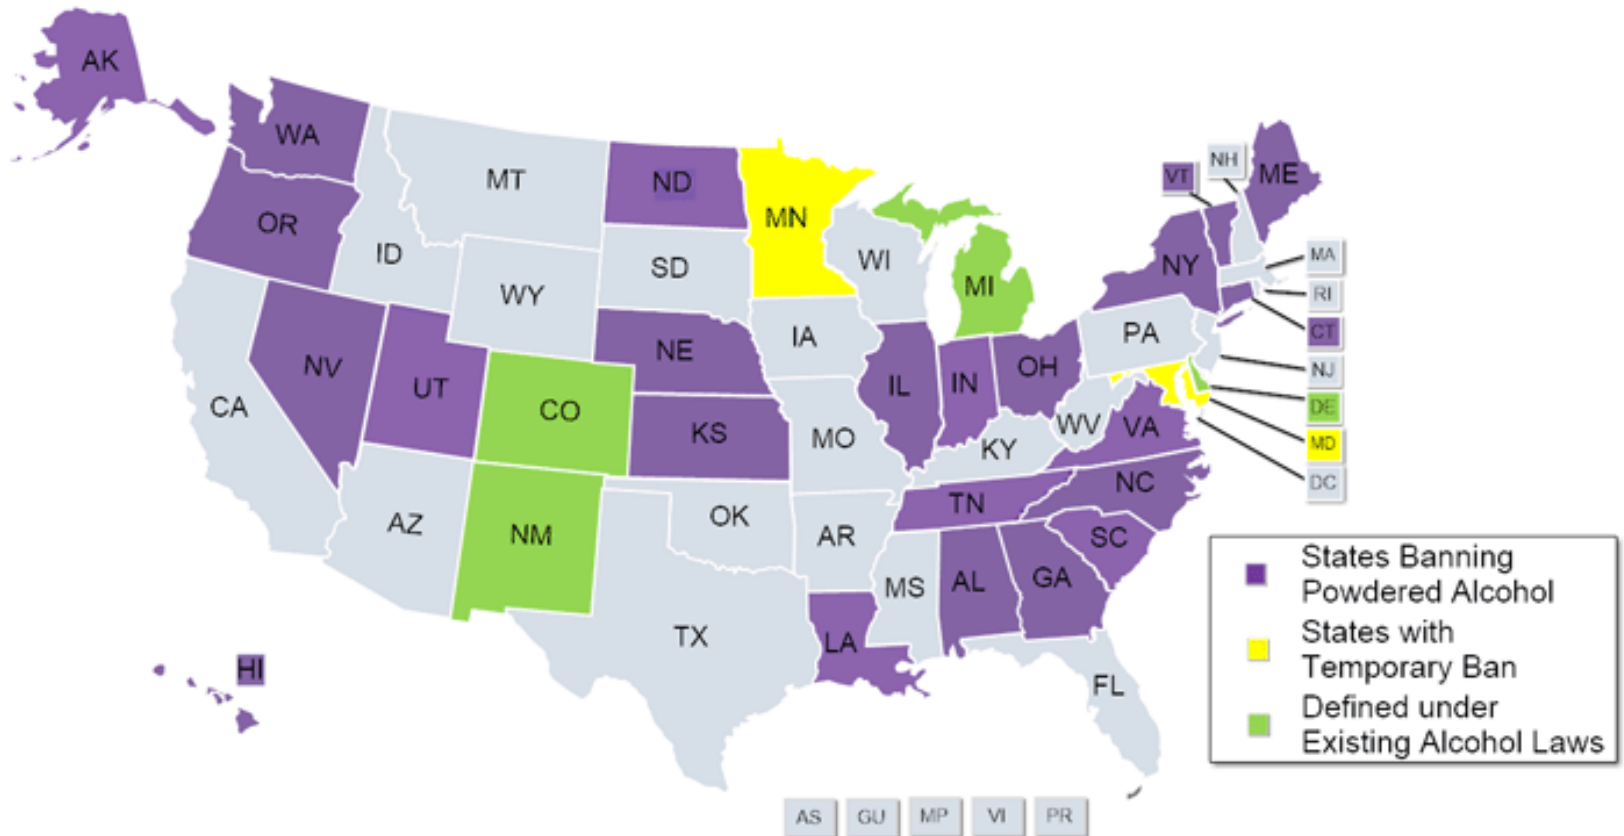 AK
WA
MT
ND
MN
OR
ID
SD
WI
MI
WY
NY
VT
NH
ME
MA
RI
CT
NJ
DE
MD
DC
NV
UT
CA
CO
NE
IA
IL
IN
OH
PA
KS
MO
KY
WV
VA
AZ
NM
OK
AR
TN
NC
SC
MS
AL
GA
TX
LA
FL
HI
States Banning
Powdered Alcohol
States with
Temporary Ban
Defined under
Existing Alcohol Laws
AS
GU
MP
VI
PR